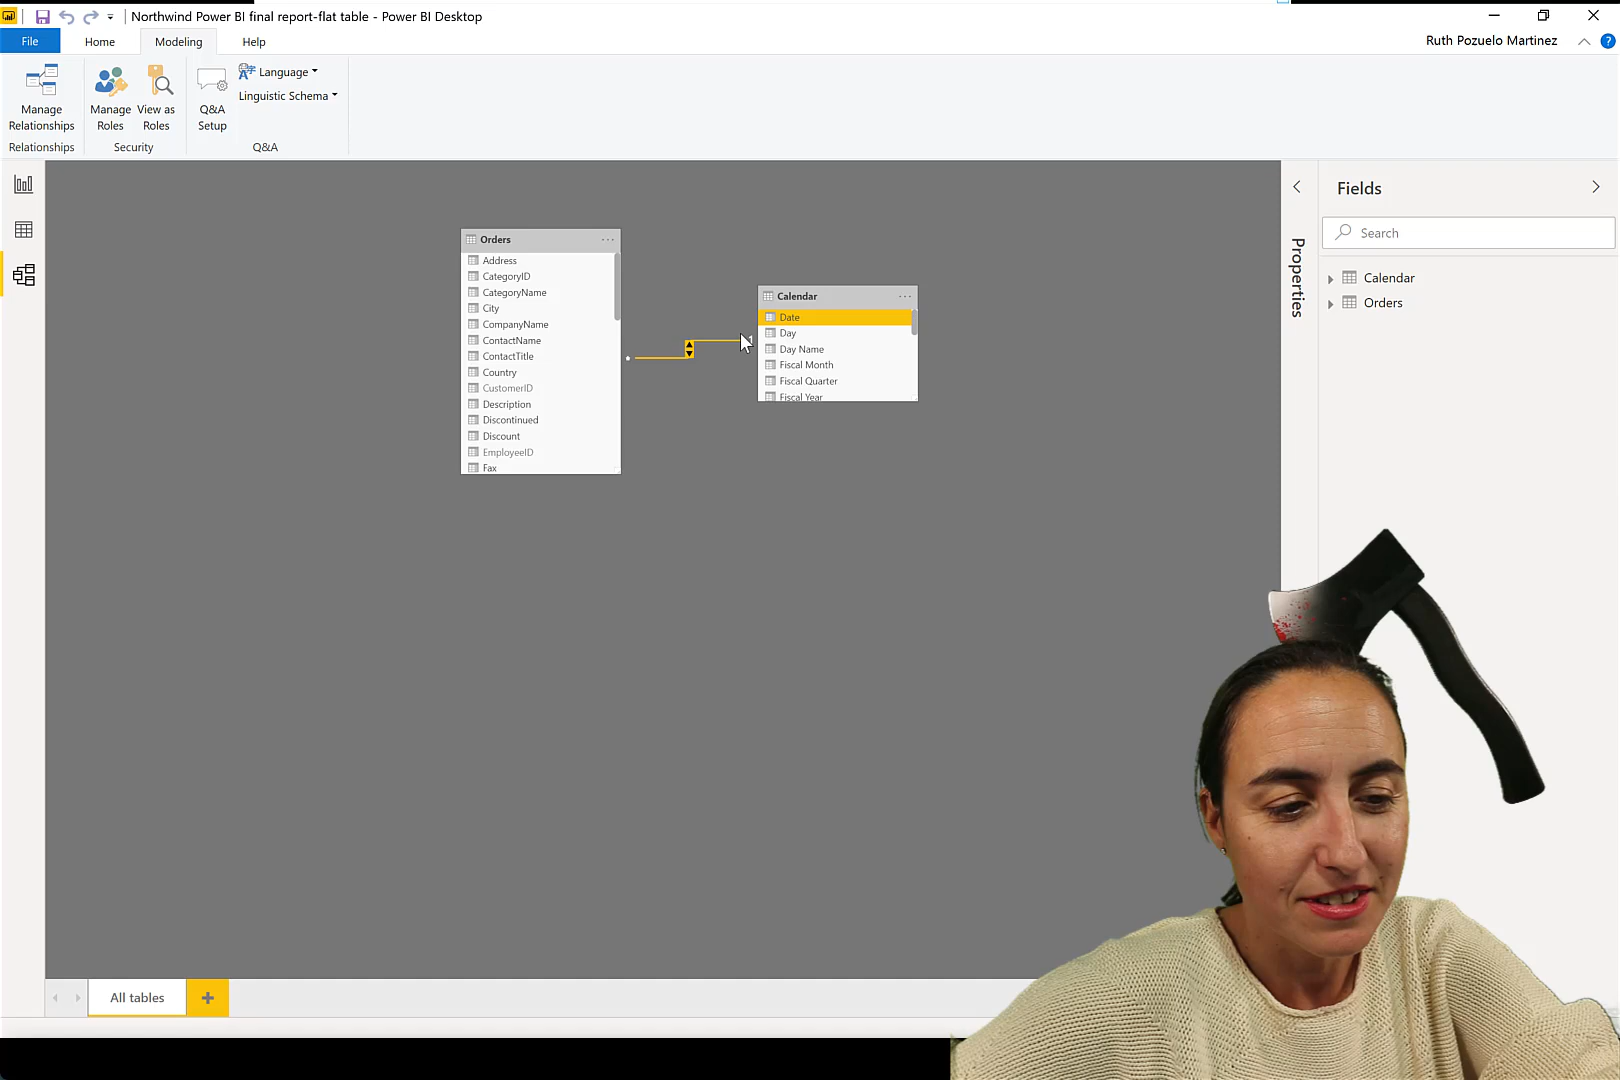 Northwind Power BI final report-flat table - Power BI Desktop
File Home Modeling Help
Ruth Pozuelo Martinez
Manage Relationships
Manage Roles
View as Roles
Q&A Setup
Language
Linguistic Schema
Relationships
Security
Q&A
Orders
Address
CategoryID
CategoryName
City
CompanyName
ContactName
ContactTitle
Country
CustomerID
Description
Discontinued
Discount
EmployeeID
Fax
Calendar
Date
Day
Day Name
Fiscal Month
Fiscal Quarter
Fiscal Year
Properties
Fields
Search
Calendar
Orders
All tables